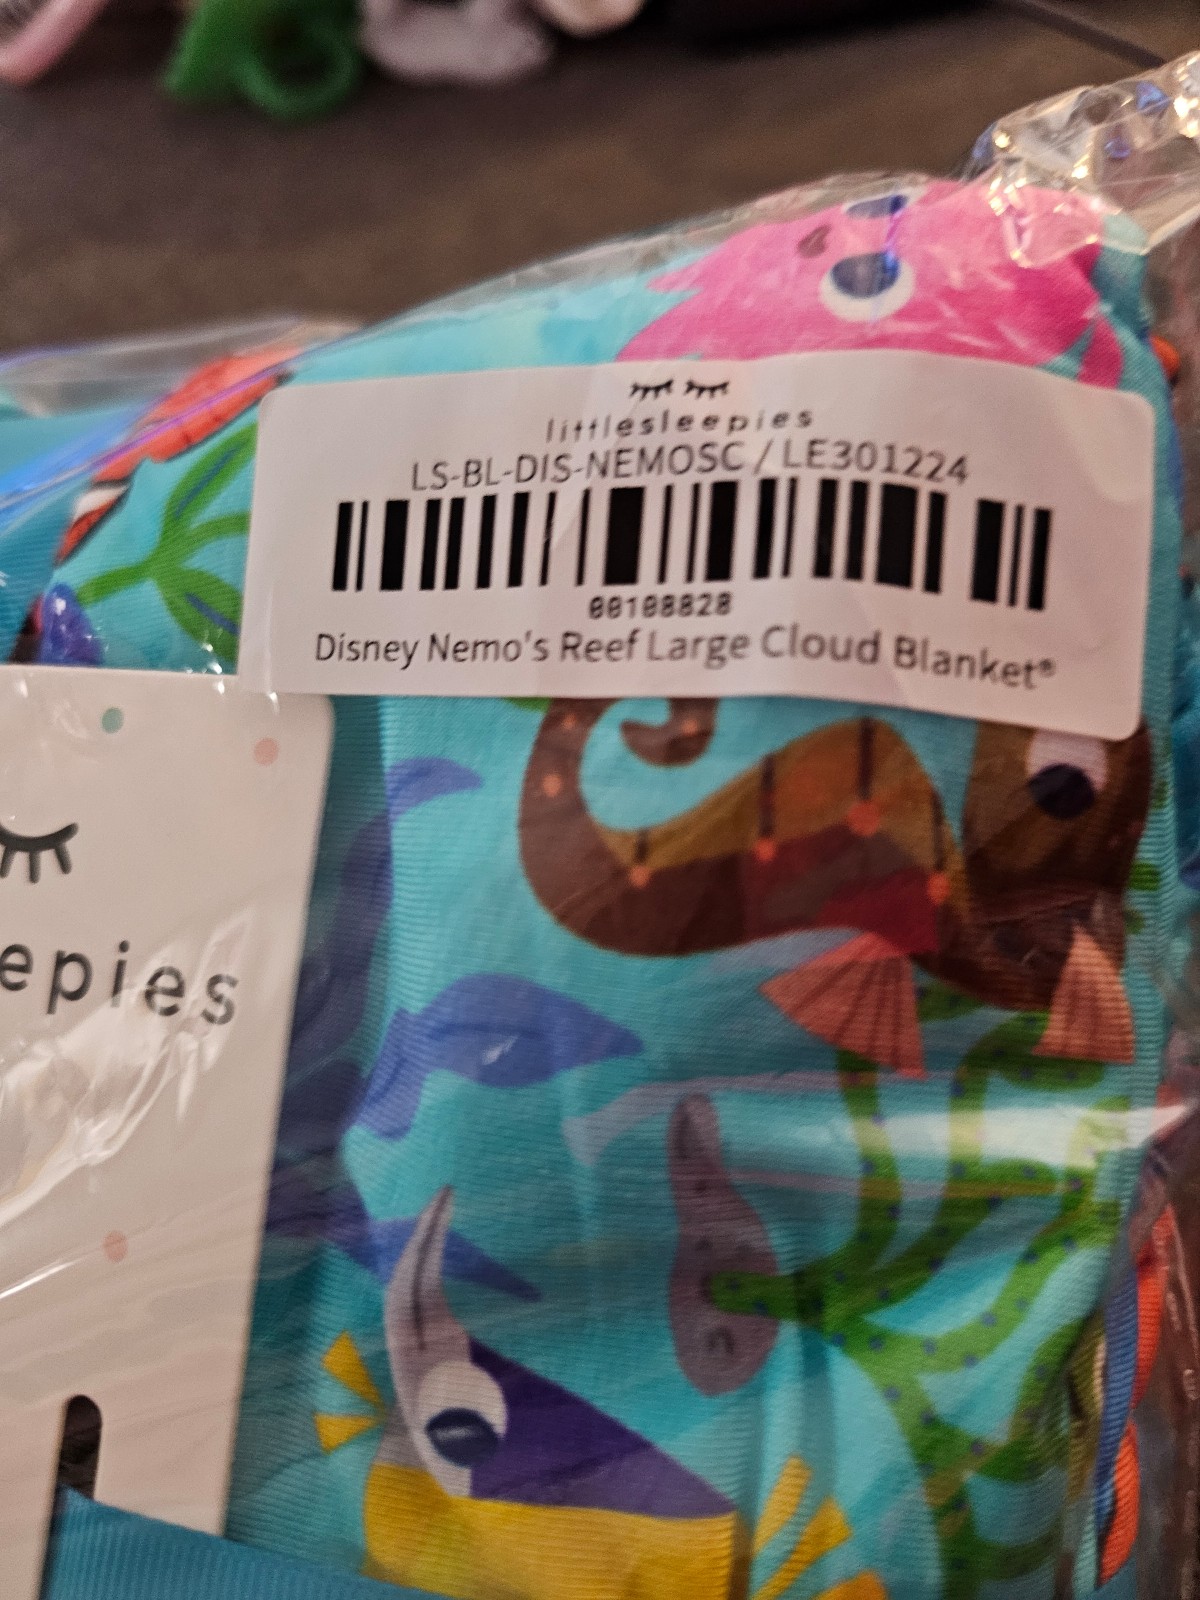 littlesleepies
LS-BL-DIS-NEMOSC / LE301224
00108828
Disney Nemo's Reef Large Cloud Blanket®
epies